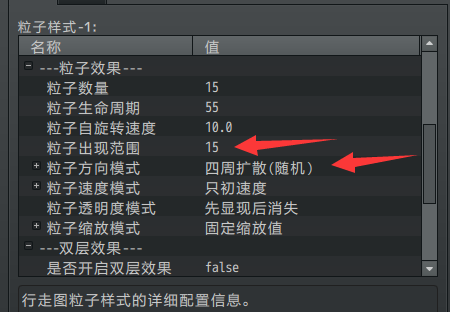 粒子样式-1:
名称 值
---粒子效果---
粒子数量 15
粒子生命周期 55
粒子自旋转速度 10.0
粒子出现范围 15
粒子方向模式 四周扩散(随机)
粒子速度模式 只初速度
粒子透明度模式 先显现后消失
粒子缩放模式 固定缩放值
---双层效果---
是否开启双层效果 false
行走图粒子样式的详细配置信息。